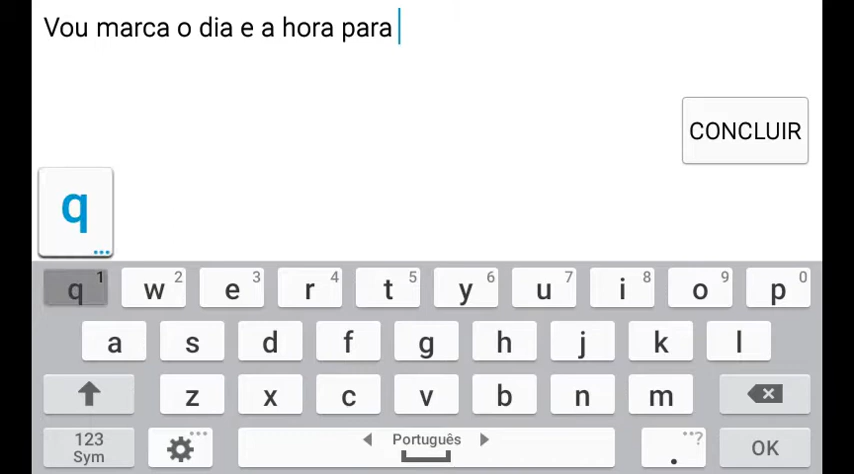 Vou marca o dia e a hora para
CONCLUIR
q
q 1 w 2 e 3 r 4 t 5 y 6 u 7 i 8 o 9 p 0
a s d f g h j k l
z x c v b n m
123 Português . ? OK
Sym